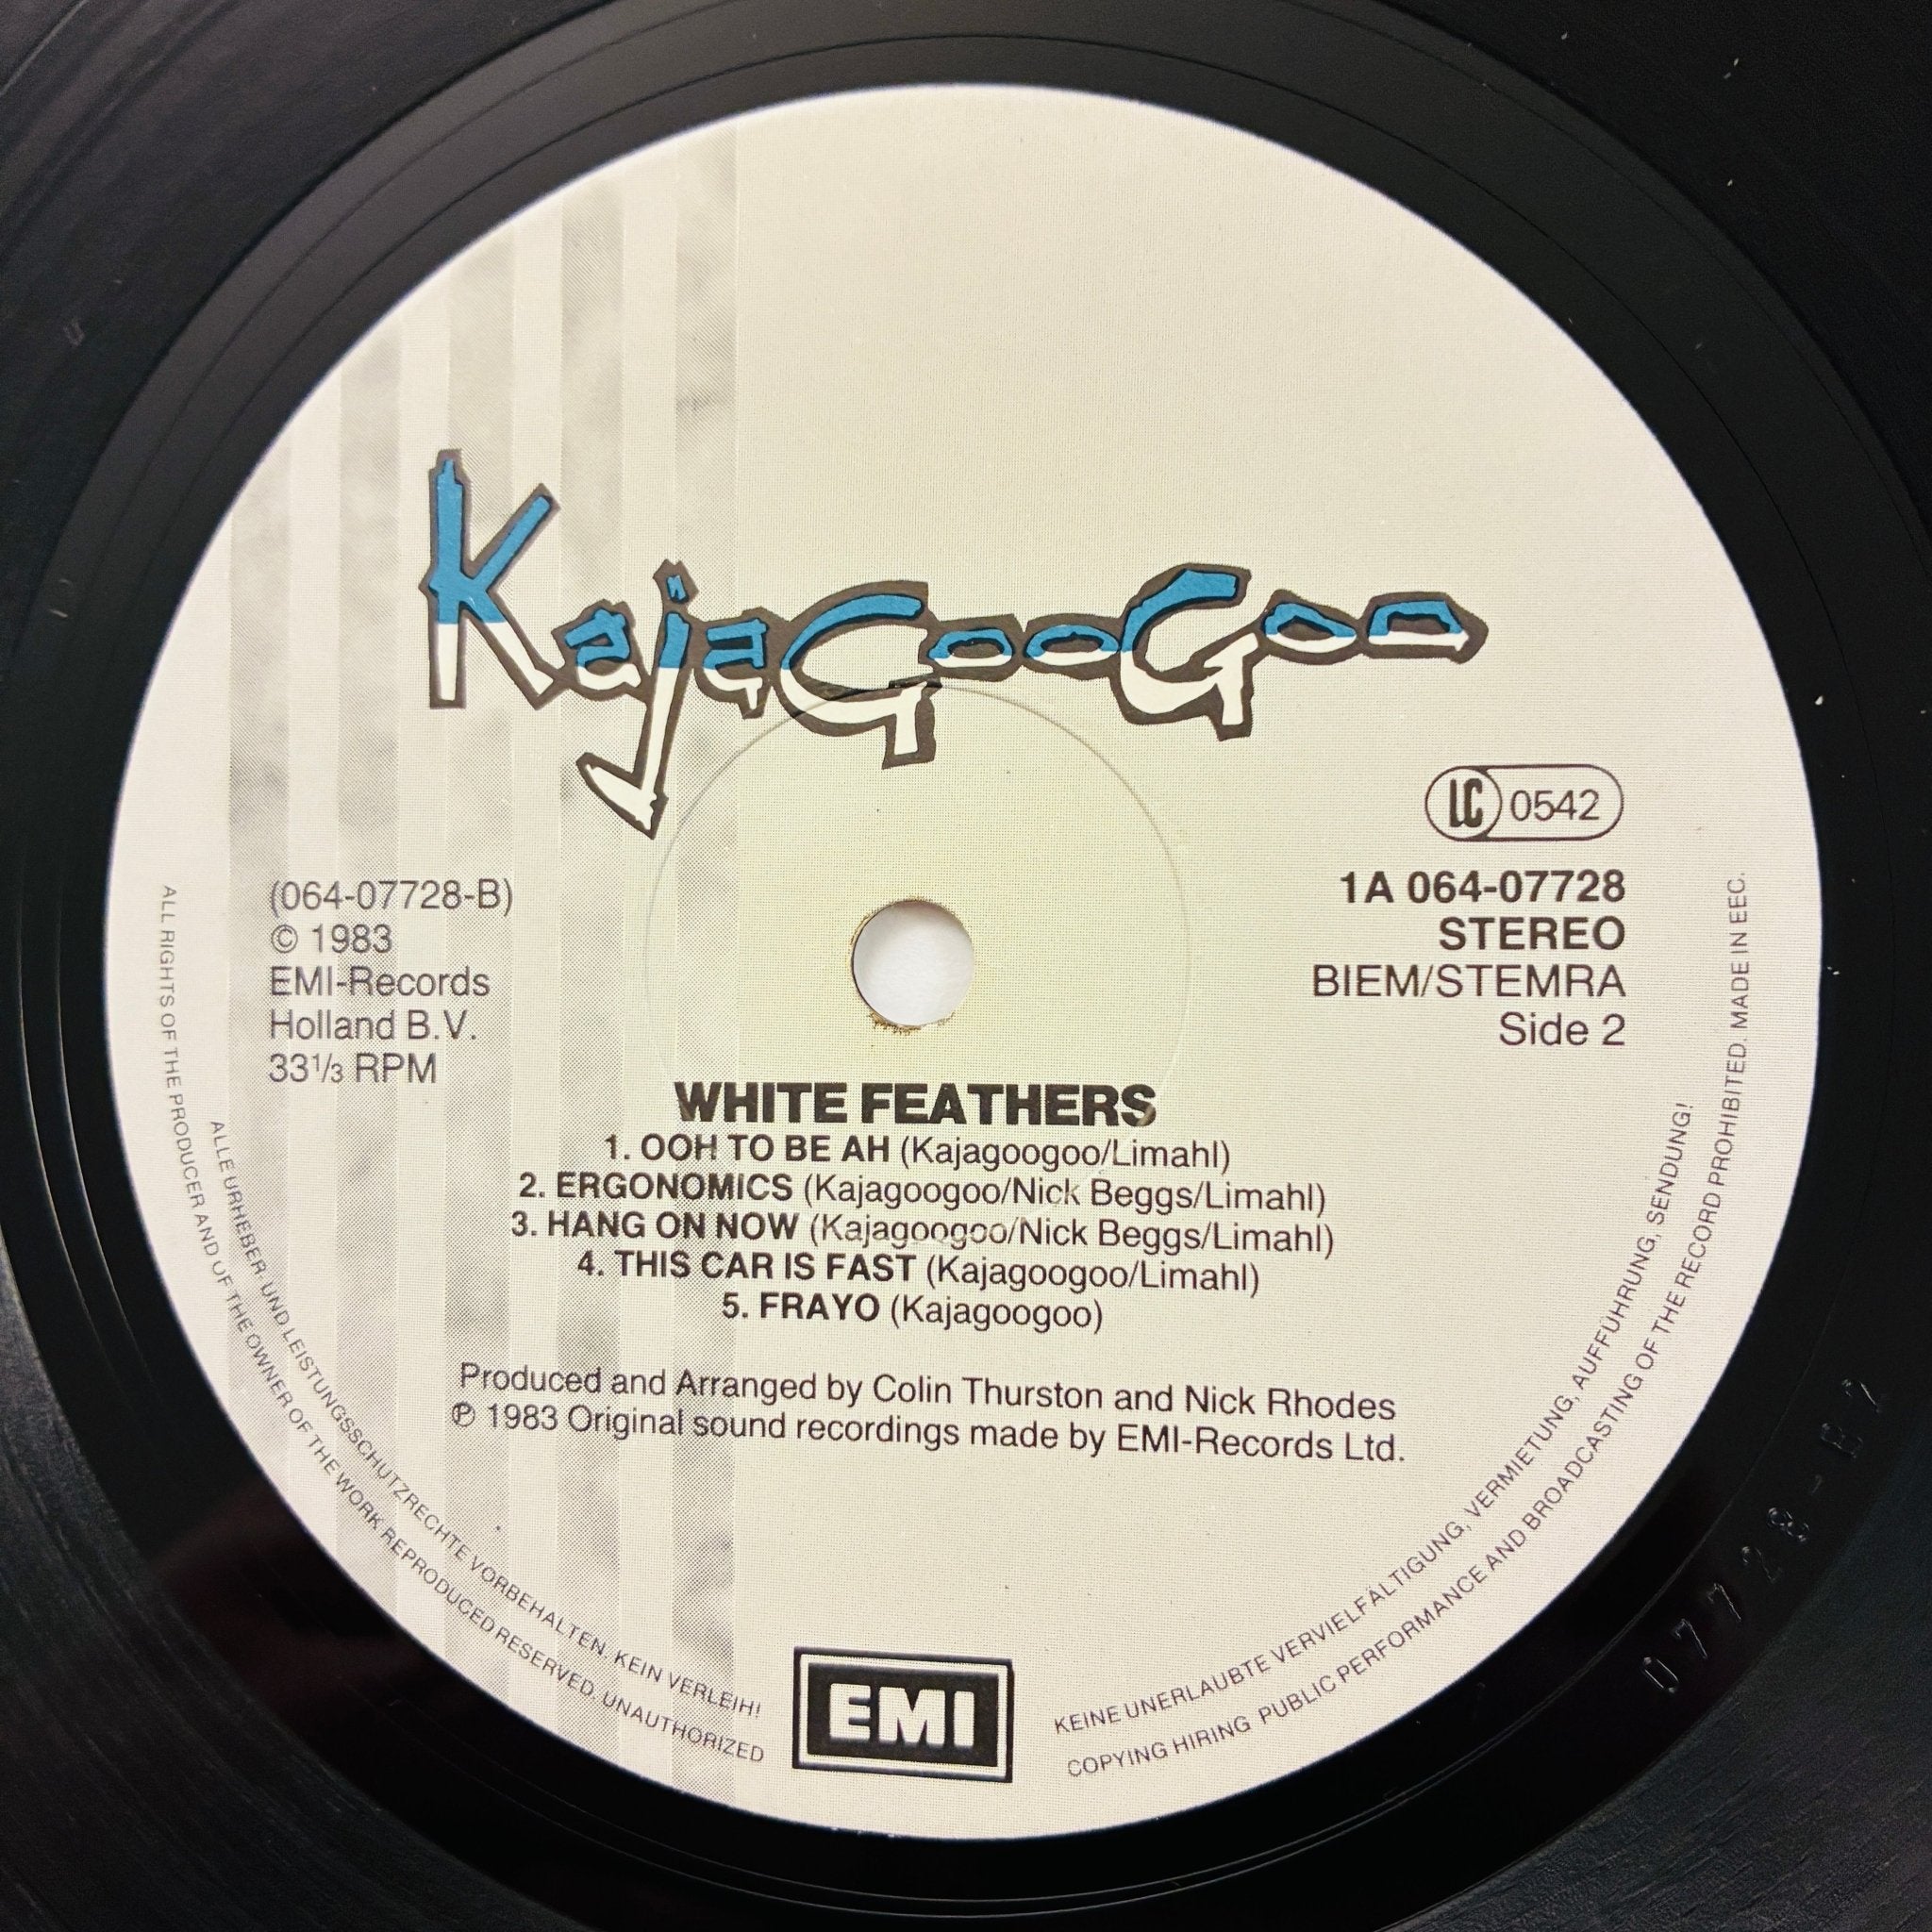 KajaGooGoo
LC 0542
(064-07728-B)
© 1983
EMI-Records
Holland B.V.
33⅓ RPM
1A 064-07728
STEREO
BIEM/STEMRA
Side 2
WHITE FEATHERS
1. OOH TO BE AH (Kajagoogoo/Limahl)
2. ERGONOMICS (Kajagoogoo/Nick Beggs/Limahl)
3. HANG ON NOW (Kajagoogoo/Nick Beggs/Limahl)
4. THIS CAR IS FAST (Kajagoogoo/Limahl)
5. FRAYO (Kajagoogoo)
Produced and Arranged by Colin Thurston and Nick Rhodes
℗ 1983 Original sound recordings made by EMI-Records Ltd.
EMI
ALLE URHEBER- UND LEISTUNGSSCHUTZRECHTE VORBEHALTEN. KEIN VERLEIH!
KEINE UNERLAUBTE VERVIELFÄLTIGUNG, VERMIETUNG, AUFFÜHRUNG, SENDUNG!
ALL RIGHTS OF THE PRODUCER AND OF THE OWNER OF THE WORK REPRODUCED RESERVED. UNAUTHORIZED
COPYING HIRING PUBLIC PERFORMANCE AND BROADCASTING OF THE RECORD PROHIBITED. MADE IN EEC.
07728-B2